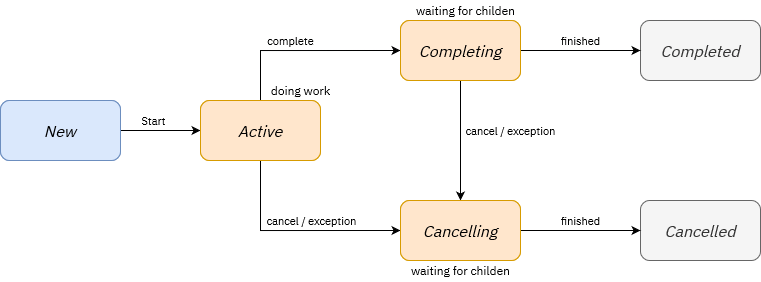 waiting for childen
complete
Completing
finished
Completed
doing work
New
Start
Active
cancel / exception
cancel / exception
Cancelling
finished
Cancelled
waiting for childen